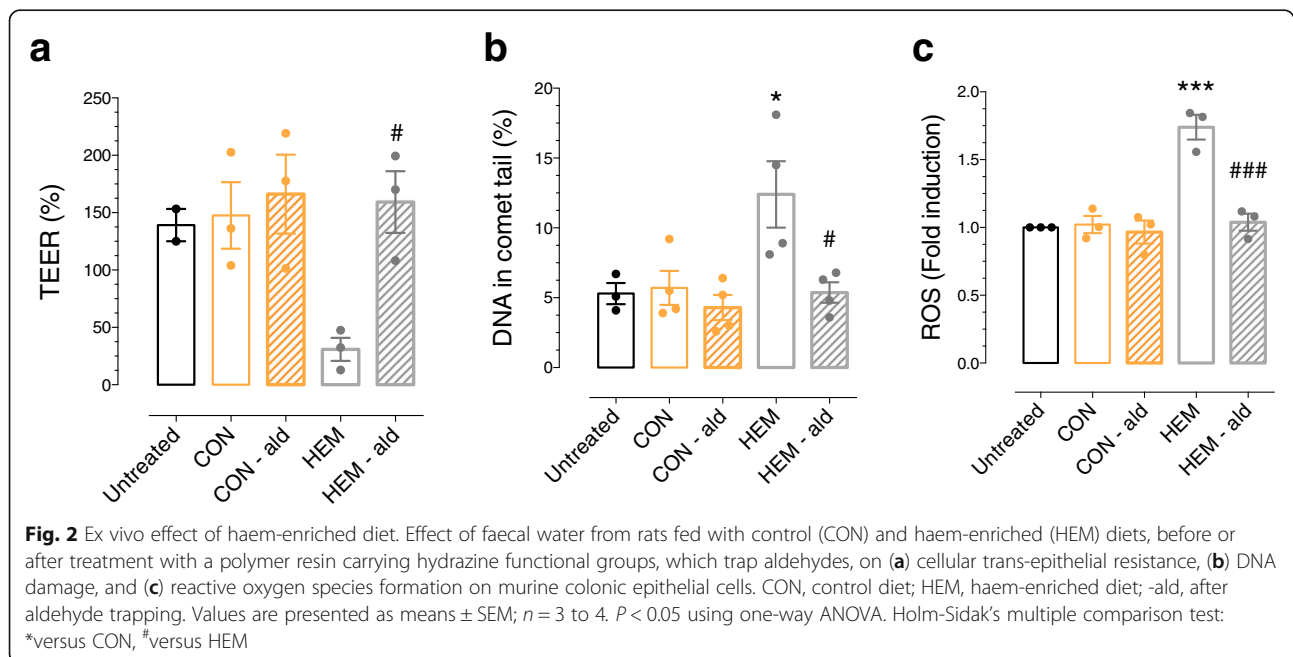 a
b
c
TEER (%)
250
200
150
100
50
0
Untreated
CON
CON - ald
HEM
HEM - ald
#
DNA in comet tail (%)
20
15
10
5
0
Untreated
CON
CON - ald
HEM
HEM - ald
*
#
ROS (Fold induction)
2.0
1.5
1.0
0.5
0.0
Untreated
CON
CON - ald
HEM
HEM - ald
***
###
Fig. 2 Ex vivo effect of haem-enriched diet. Effect of faecal water from rats fed with control (CON) and haem-enriched (HEM) diets, before or
after treatment with a polymer resin carrying hydrazine functional groups, which trap aldehydes, on (a) cellular trans-epithelial resistance, (b) DNA
damage, and (c) reactive oxygen species formation on murine colonic epithelial cells. CON, control diet; HEM, haem-enriched diet; -ald, after
aldehyde trapping. Values are presented as means ± SEM; n = 3 to 4. P < 0.05 using one-way ANOVA. Holm-Sidak's multiple comparison test:
*versus CON, #versus HEM